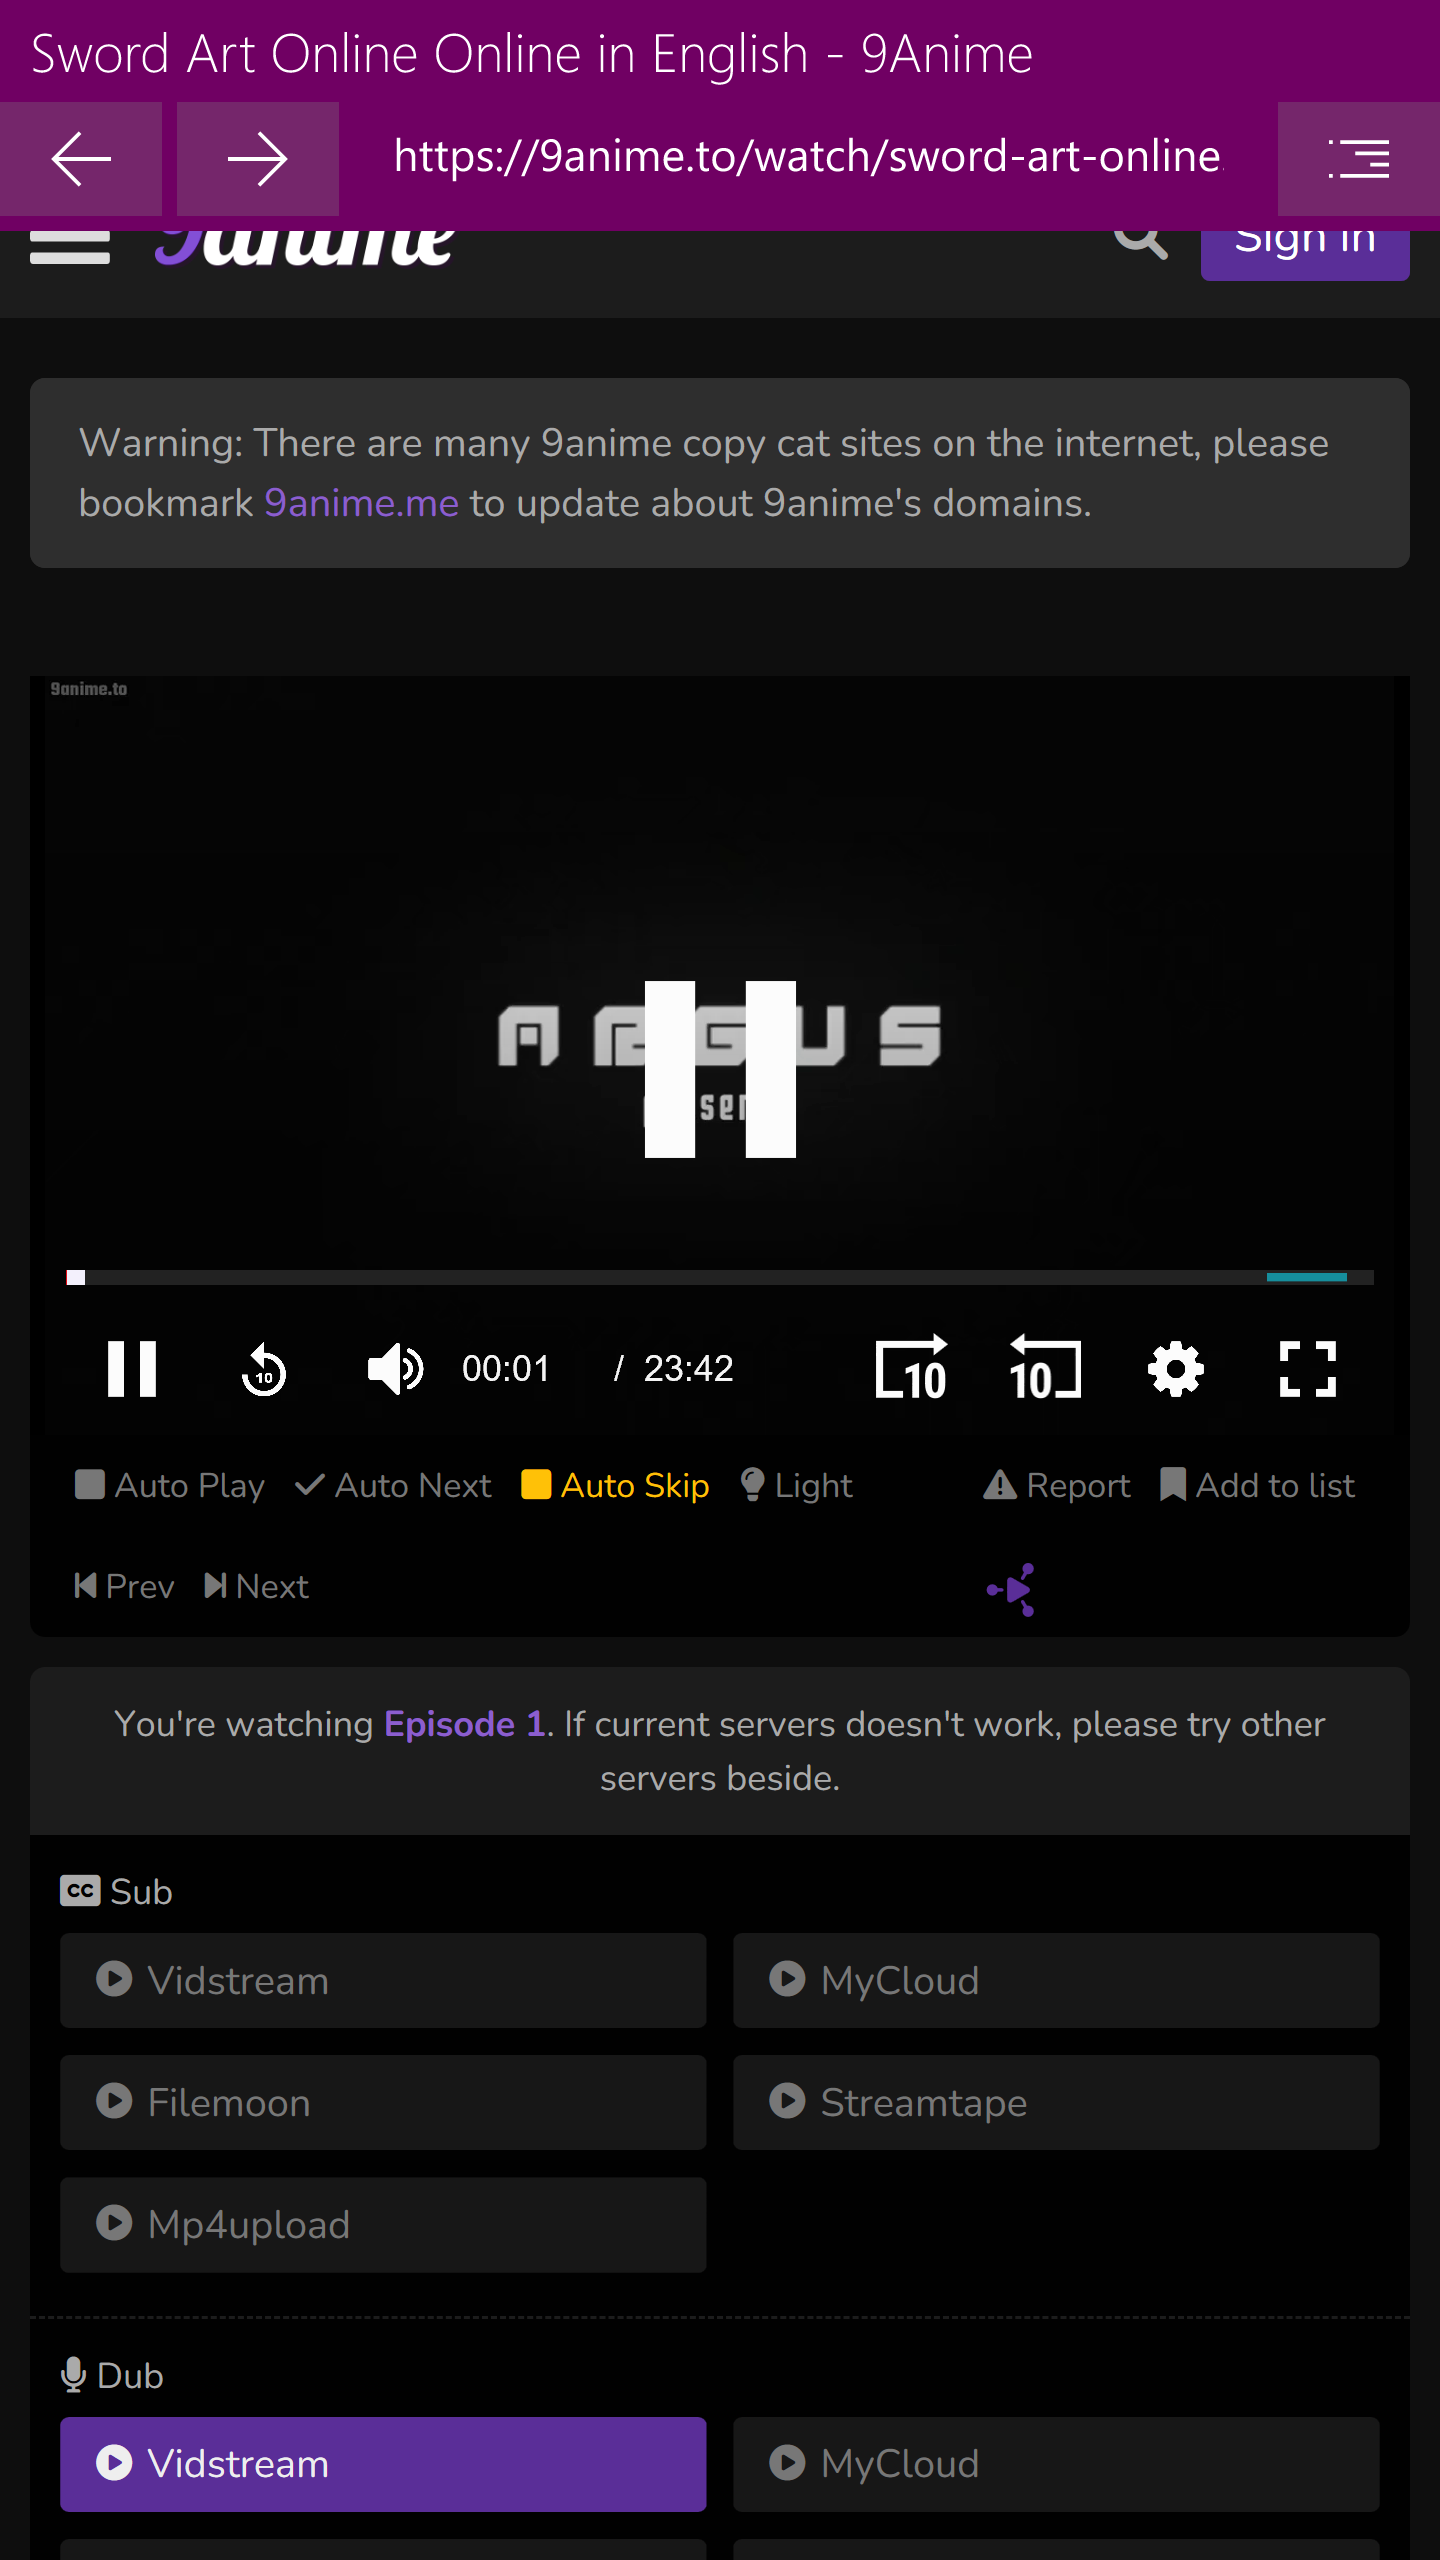 Sword Art Online Online in English - 9Anime
https://9anime.to/watch/sword-art-online.
9anime
Sign in
Warning: There are many 9anime copy cat sites on the internet, please
bookmark 9anime.me to update about 9anime's domains.
9anime.to
ARGUS
00:01 / 23:42
10 10 10
Auto Play Auto Next Auto Skip Light Report Add to list
Prev Next
You're watching Episode 1. If current servers doesn't work, please try other
servers beside.
CC Sub
Vidstream MyCloud
Filemoon Streamtape
Mp4upload
Dub
Vidstream MyCloud